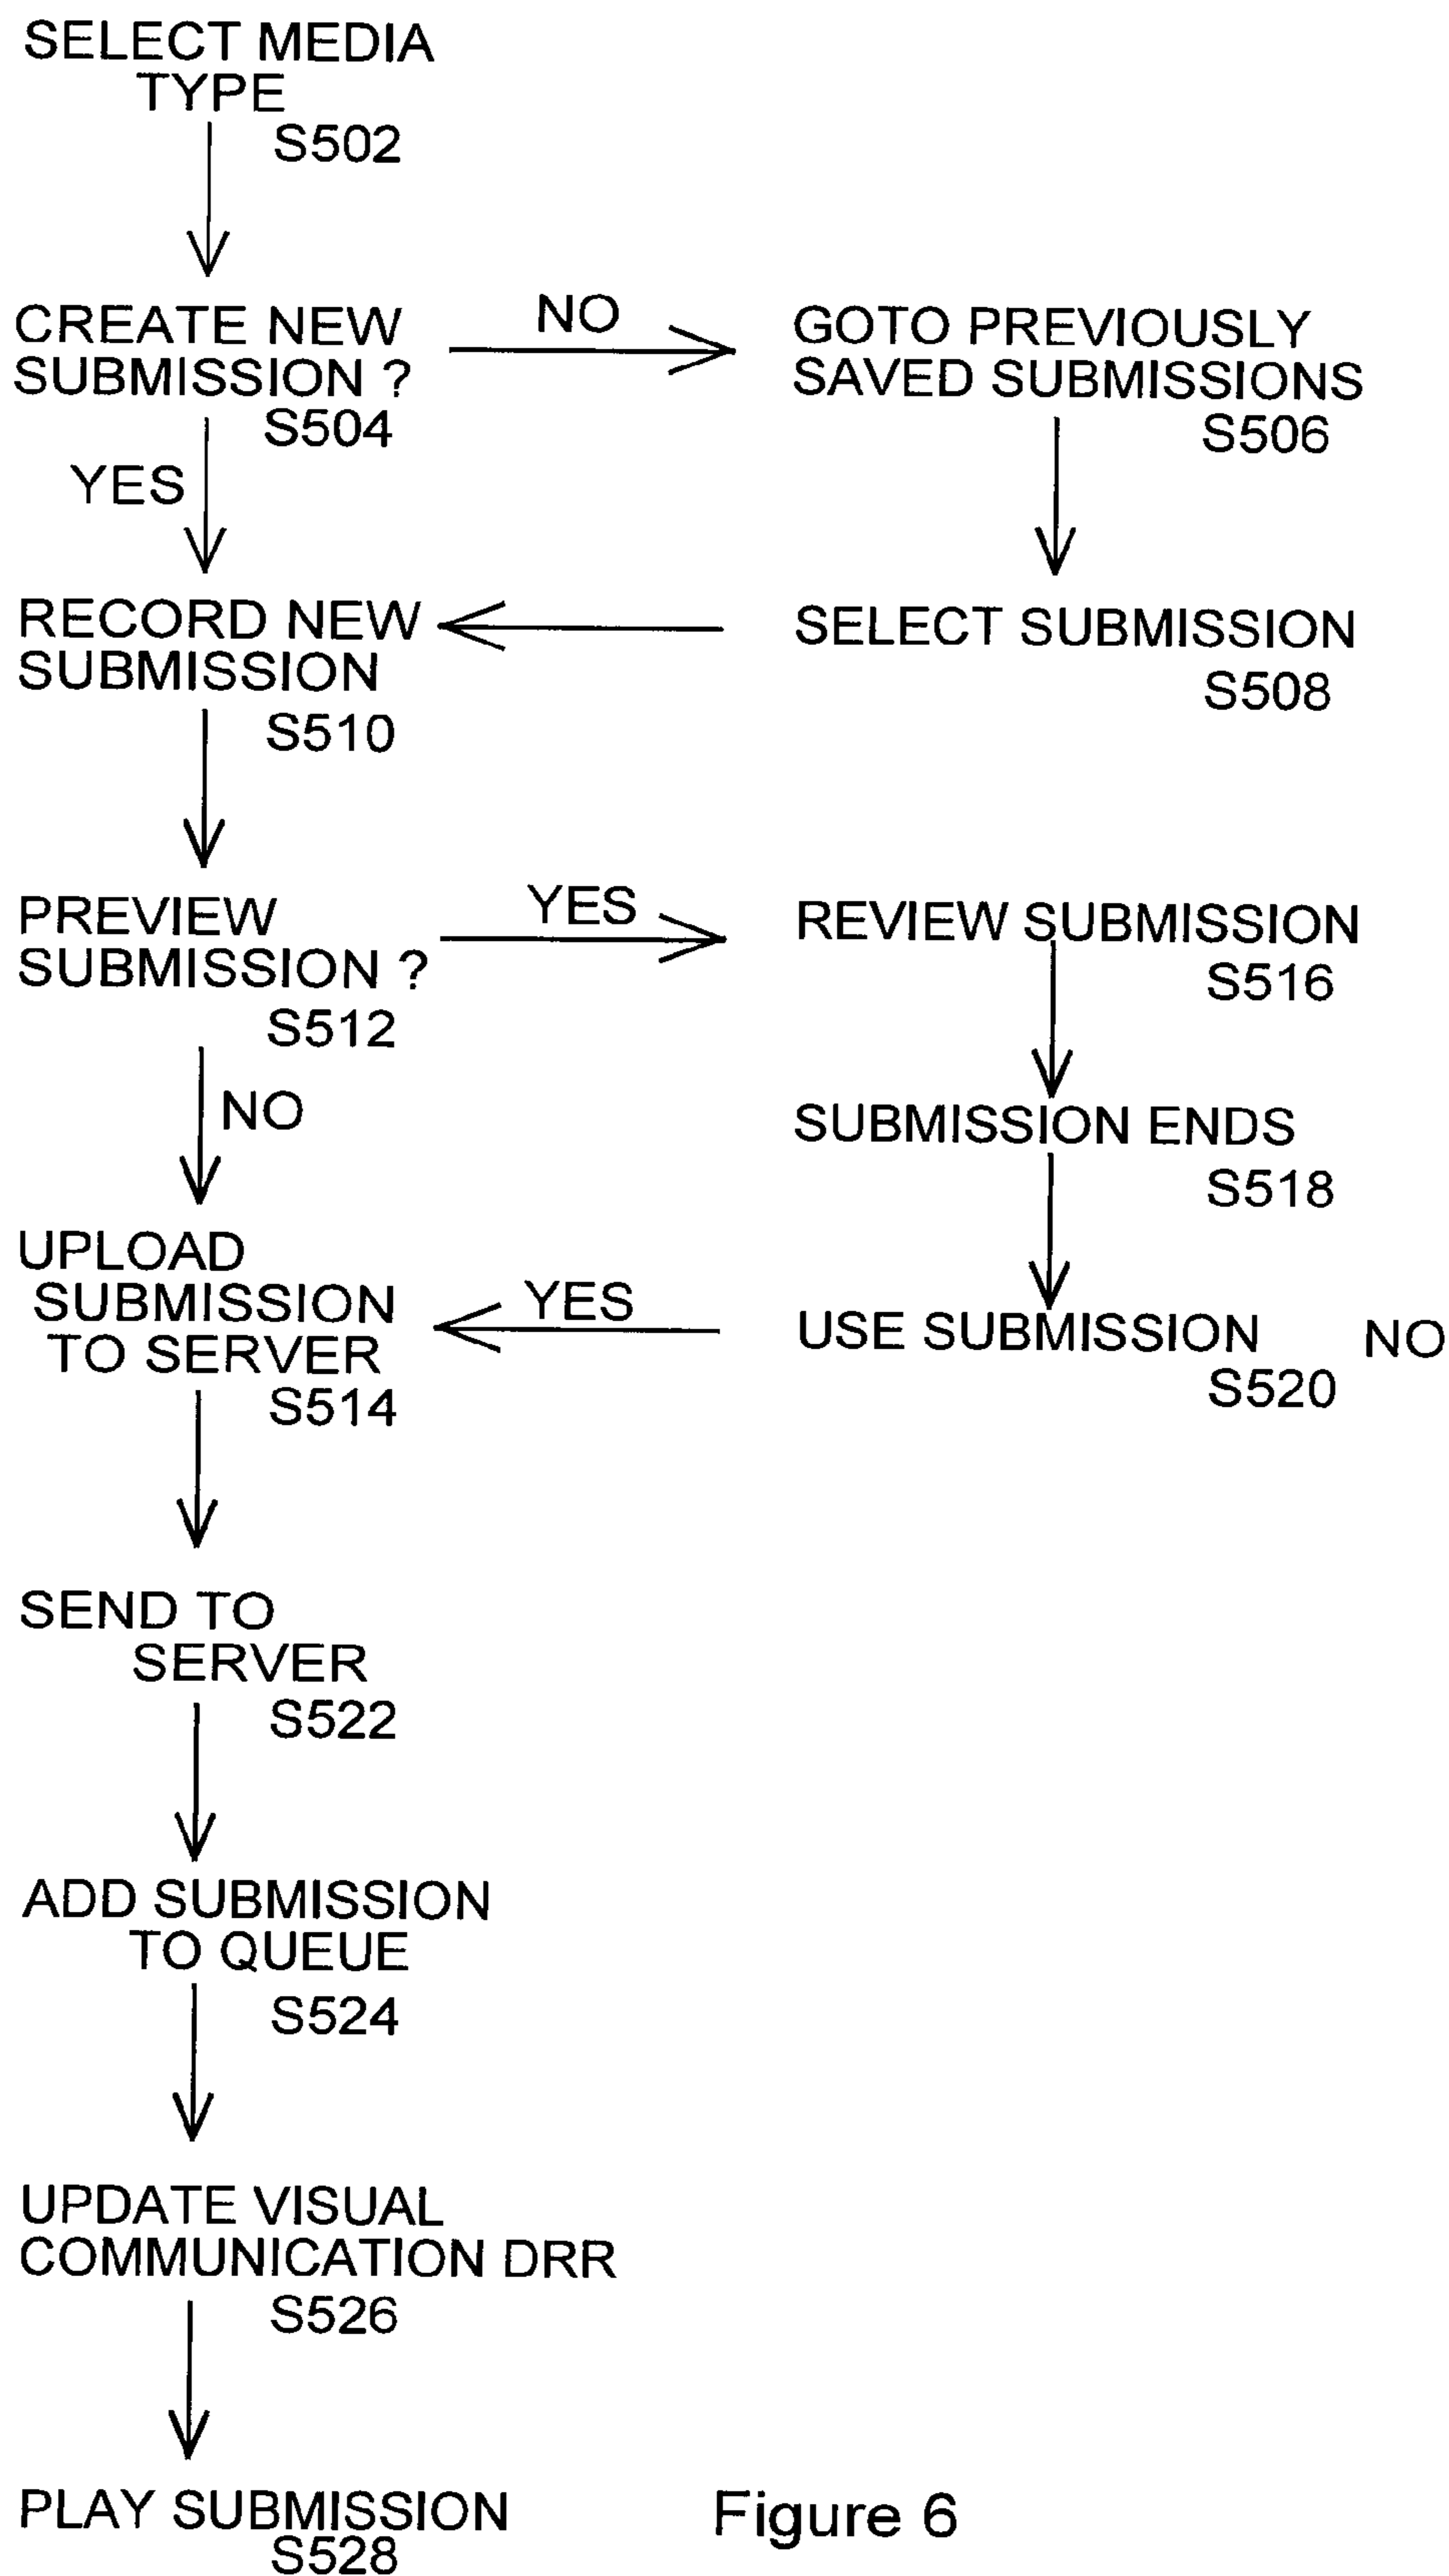 SELECT MEDIA
TYPE
S502
CREATE NEW
SUBMISSION ?
S504
NO
GOTO PREVIOUSLY
SAVED SUBMISSIONS
S506
YES
RECORD NEW
SUBMISSION
S510
SELECT SUBMISSION
S508
PREVIEW
SUBMISSION ?
S512
YES
REVIEW SUBMISSION
S516
NO
SUBMISSION ENDS
S518
UPLOAD
SUBMISSION
TO SERVER
S514
YES
USE SUBMISSION
S520
NO
SEND TO
SERVER
S522
ADD SUBMISSION
TO QUEUE
S524
UPDATE VISUAL
COMMUNICATION DRR
S526
PLAY SUBMISSION
S528
Figure 6